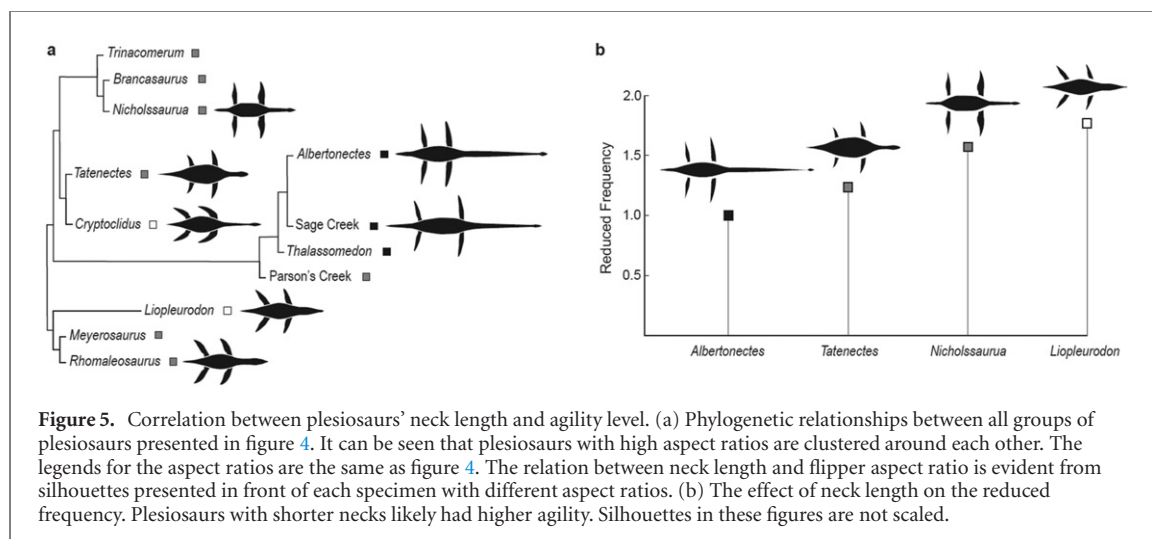 a
Trinacomerum
Brancasaurus
Nicholssaurua
Albertonectes
Tatenectes
Cryptoclidus
Sage Creek
Thalassomedon
Parson's Creek
Liopleurodon
Meyerosaurus
Rhomaleosaurus
b
Reduced Frequency
2.0
1.5
1.0
0.5
Albertonectes
Tatenectes
Nicholssaurua
Liopleurodon
Figure 5. Correlation between plesiosaurs' neck length and agility level. (a) Phylogenetic relationships between all groups of
plesiosaurs presented in figure 4. It can be seen that plesiosaurs with high aspect ratios are clustered around each other. The
legends for the aspect ratios are the same as figure 4. The relation between neck length and flipper aspect ratio is evident from
silhouettes presented in front of each specimen with different aspect ratios. (b) The effect of neck length on the reduced
frequency. Plesiosaurs with shorter necks likely had higher agility. Silhouettes in these figures are not scaled.